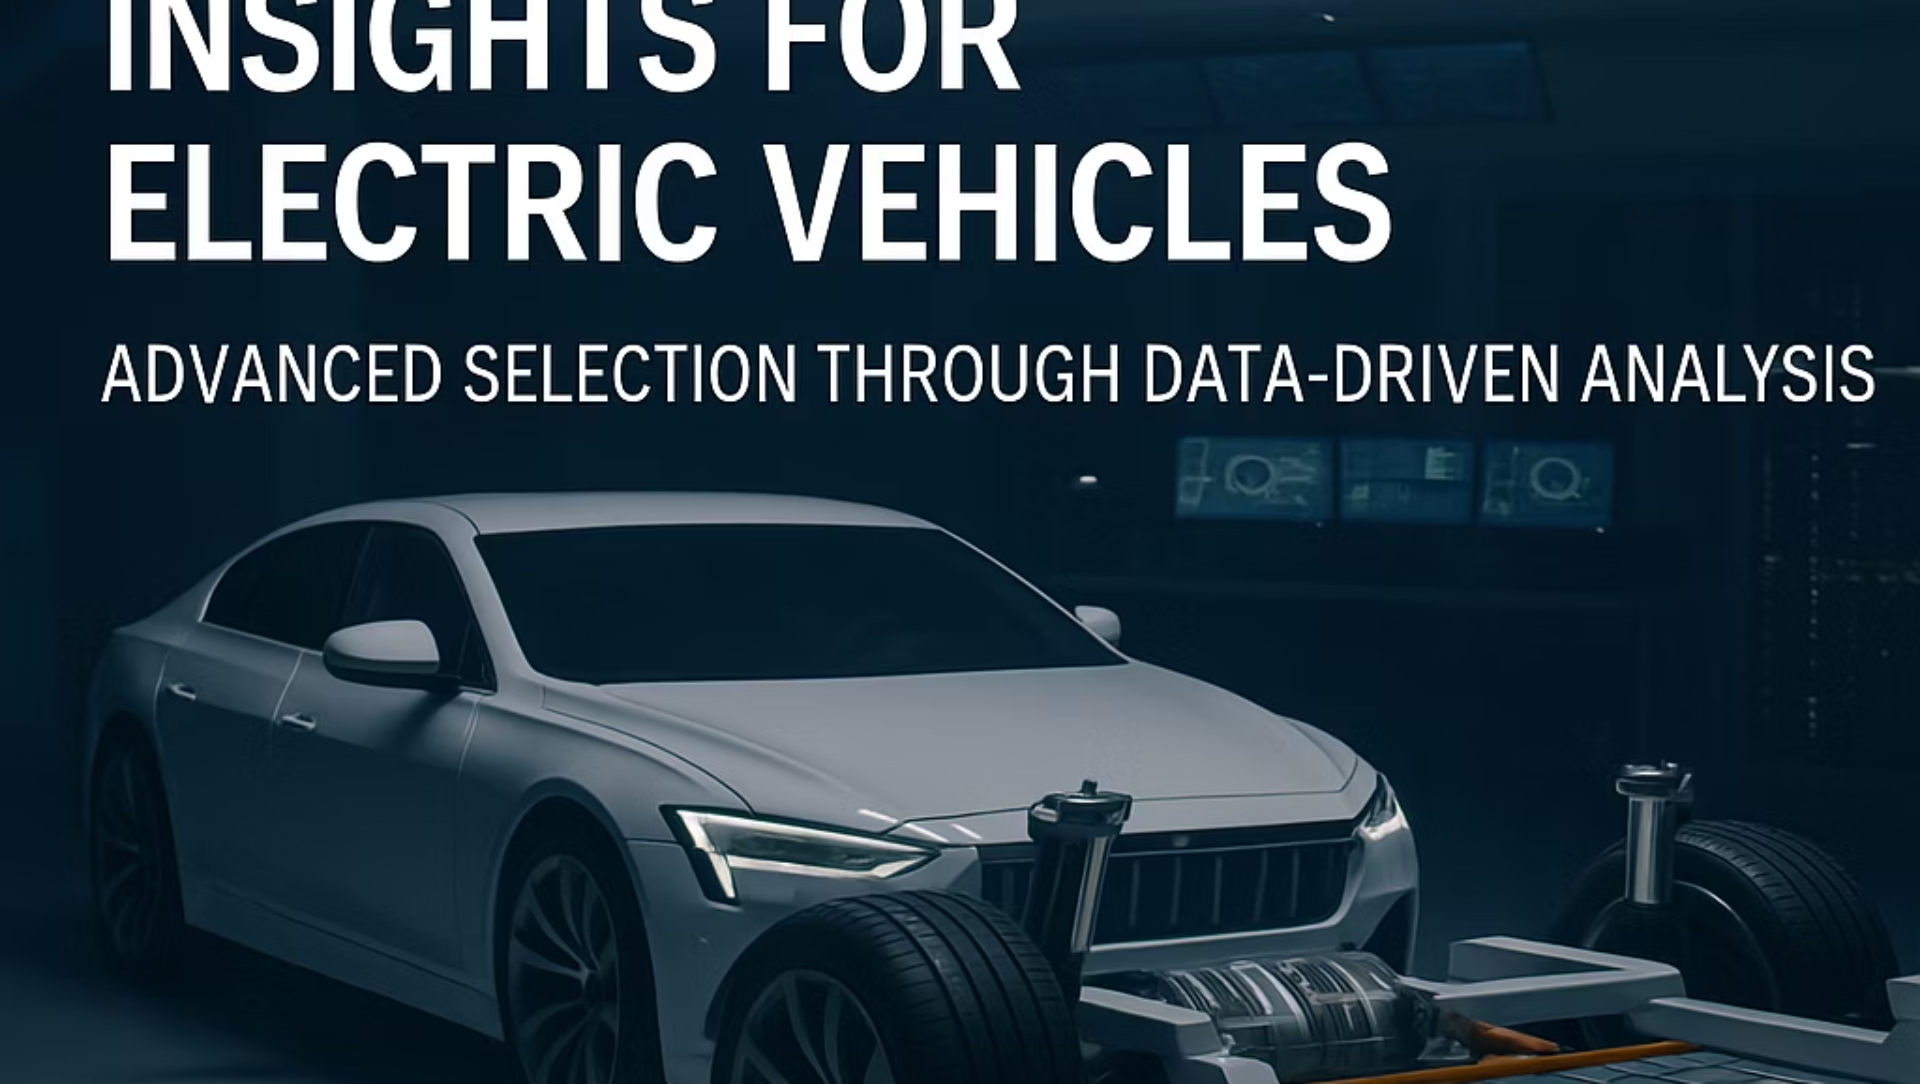 INSIGHTS FOR
ELECTRIC VEHICLES
ADVANCED SELECTION THROUGH DATA-DRIVEN ANALYSIS